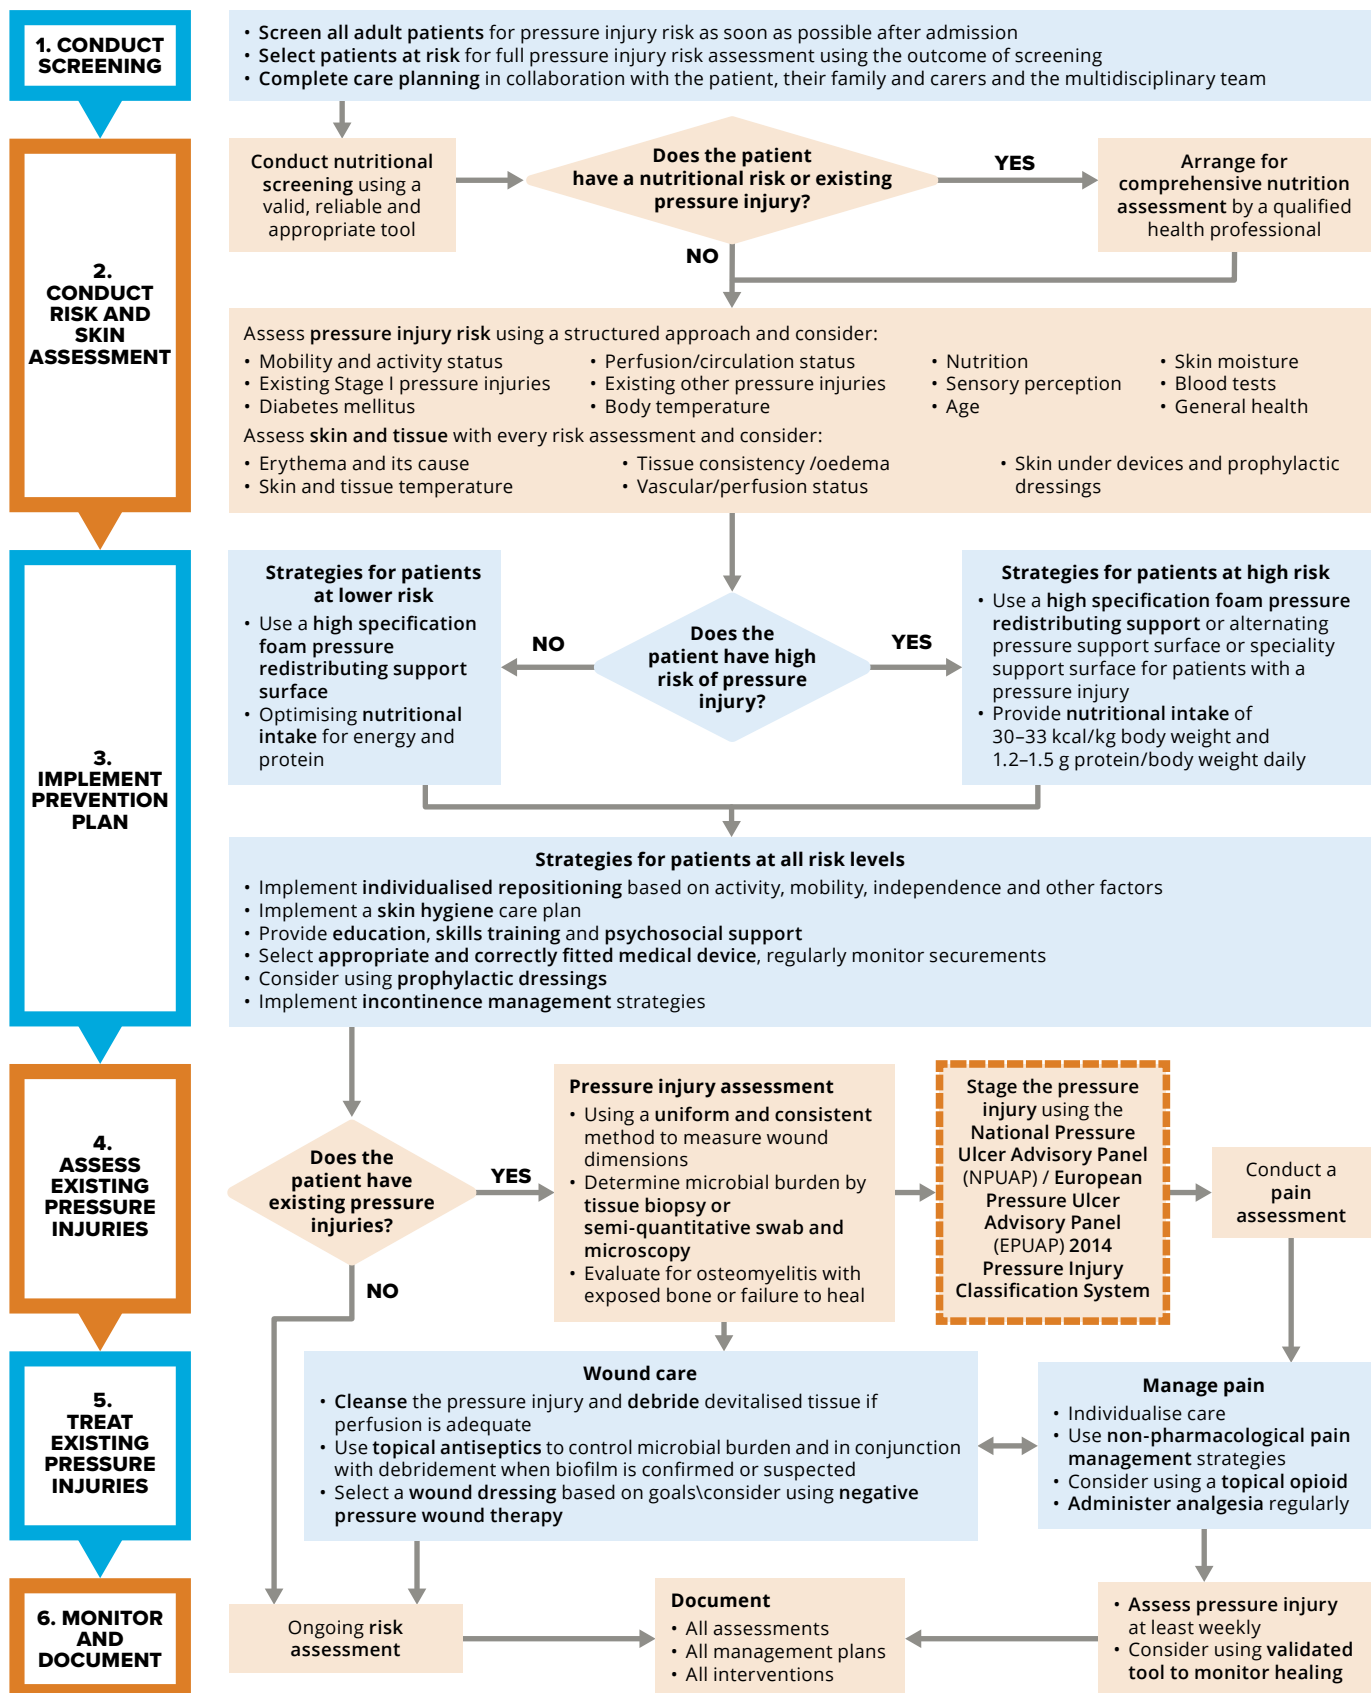 1. CONDUCT
SCREENING
• Screen all adult patients for pressure injury risk as soon as possible after admission
• Select patients at risk for full pressure injury risk assessment using the outcome of screening
• Complete care planning in collaboration with the patient, their family and carers and the multidisciplinary team
2.
CONDUCT
RISK AND
SKIN
ASSESSMENT
Conduct nutritional
screening using a
valid, reliable and
appropriate tool
Does the patient
have a nutritional risk or existing
pressure injury?
YES
NO
Arrange for
comprehensive nutrition
assessment by a qualified
health professional
Assess pressure injury risk using a structured approach and consider:
• Mobility and activity status
• Existing Stage I pressure injuries
• Diabetes mellitus
• Perfusion/circulation status
• Existing other pressure injuries
• Body temperature
• Nutrition
• Sensory perception
• Age
• Skin moisture
• Blood tests
• General health
Assess skin and tissue with every risk assessment and consider:
• Erythema and its cause
• Skin and tissue temperature
• Tissue consistency /oedema
• Vascular/perfusion status
• Skin under devices and prophylactic
dressings
3.
IMPLEMENT
PREVENTION
PLAN
Strategies for patients
at lower risk
• Use a high specification
foam pressure
redistributing support
surface
• Optimising nutritional
intake for energy and
protein
NO
Does the
patient have high
risk of pressure
injury?
YES
Strategies for patients at high risk
• Use a high specification foam pressure
redistributing support or alternating
pressure support surface or speciality
support surface for patients with a
pressure injury
• Provide nutritional intake of
30–33 kcal/kg body weight and
1.2–1.5 g protein/body weight daily
Strategies for patients at all risk levels
• Implement individualised repositioning based on activity, mobility, independence and other factors
• Implement a skin hygiene care plan
• Provide education, skills training and psychosocial support
• Select appropriate and correctly fitted medical device, regularly monitor securements
• Consider using prophylactic dressings
• Implement incontinence management strategies
4.
ASSESS
EXISTING
PRESSURE
INJURIES
Does the
patient have
existing pressure
injuries?
YES
NO
Pressure injury assessment
• Using a uniform and consistent
method to measure wound
dimensions
• Determine microbial burden by
tissue biopsy or
semi-quantitative swab and
microscopy
• Evaluate for osteomyelitis with
exposed bone or failure to heal
Stage the pressure
injury using the
National Pressure
Ulcer Advisory Panel
(NPUAP) / European
Pressure Ulcer
Advisory Panel
(EPUAP) 2014
Pressure Injury
Classification System
Conduct a
pain
assessment
5.
TREAT
EXISTING
PRESSURE
INJURIES
Wound care
• Cleanse the pressure injury and debride devitalised tissue if
perfusion is adequate
• Use topical antiseptics to control microbial burden and in conjunction
with debridement when biofilm is confirmed or suspected
• Select a wound dressing based on goals\consider using negative
pressure wound therapy
Manage pain
• Individualise care
• Use non-pharmacological pain
management strategies
• Consider using a topical opioid
• Administer analgesia regularly
6. MONITOR
AND
DOCUMENT
Ongoing risk
assessment
Document
• All assessments
• All management plans
• All interventions
• Assess pressure injury
at least weekly
• Consider using validated
tool to monitor healing